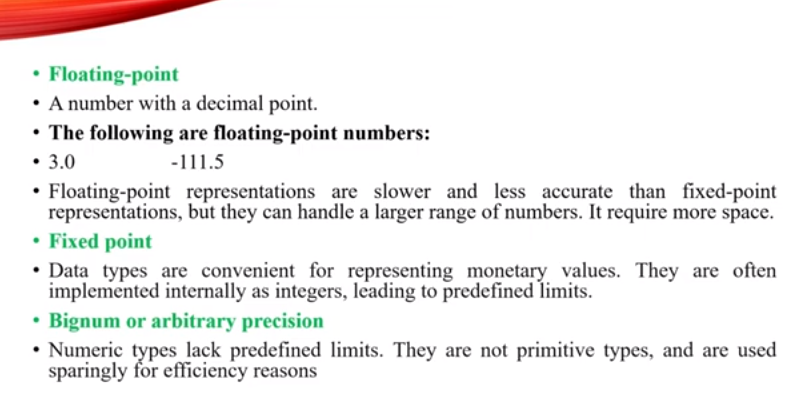 • Floating-point
• A number with a decimal point.
• The following are floating-point numbers:
• 3.0 -111.5
• Floating-point representations are slower and less accurate than fixed-point
representations, but they can handle a larger range of numbers. It require more space.
• Fixed point
• Data types are convenient for representing monetary values. They are often
implemented internally as integers, leading to predefined limits.
• Bignum or arbitrary precision
• Numeric types lack predefined limits. They are not primitive types, and are used
sparingly for efficiency reasons